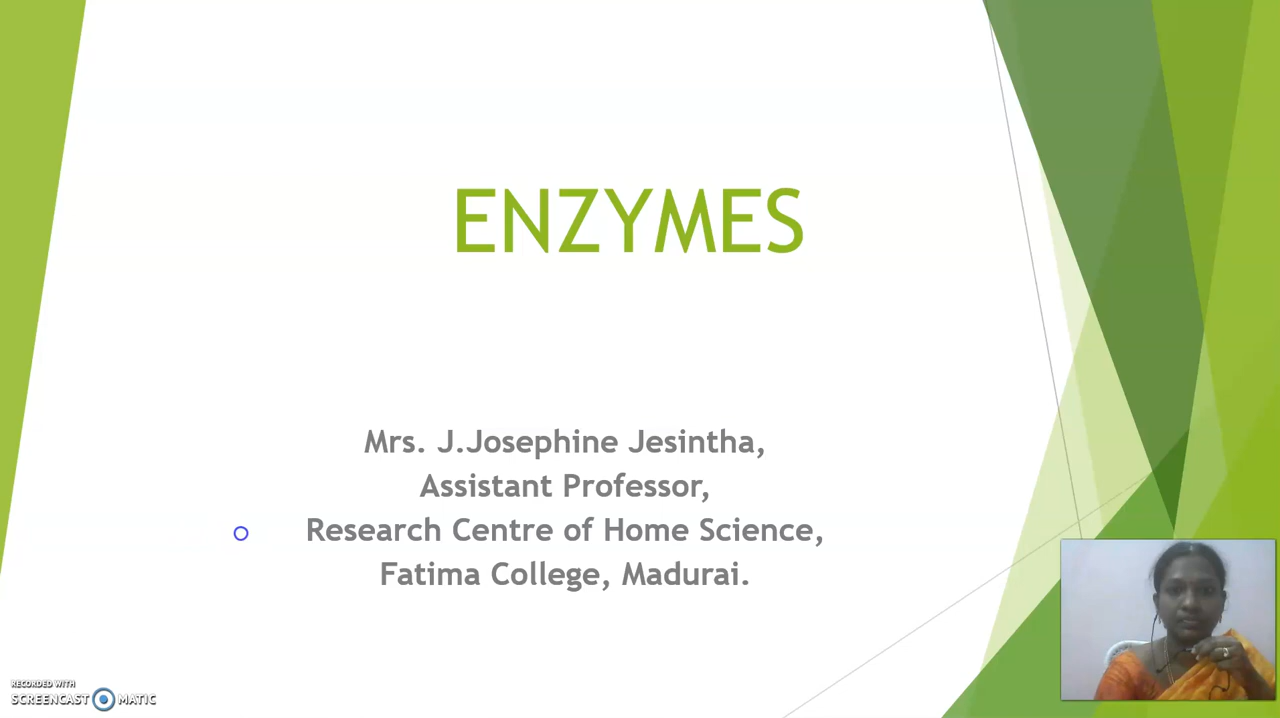 ENZYMES
Mrs. J.Josephine Jesintha,
Assistant Professor,
Research Centre of Home Science,
Fatima College, Madurai.
RECORDED WITH
SCREENCAST MATIC